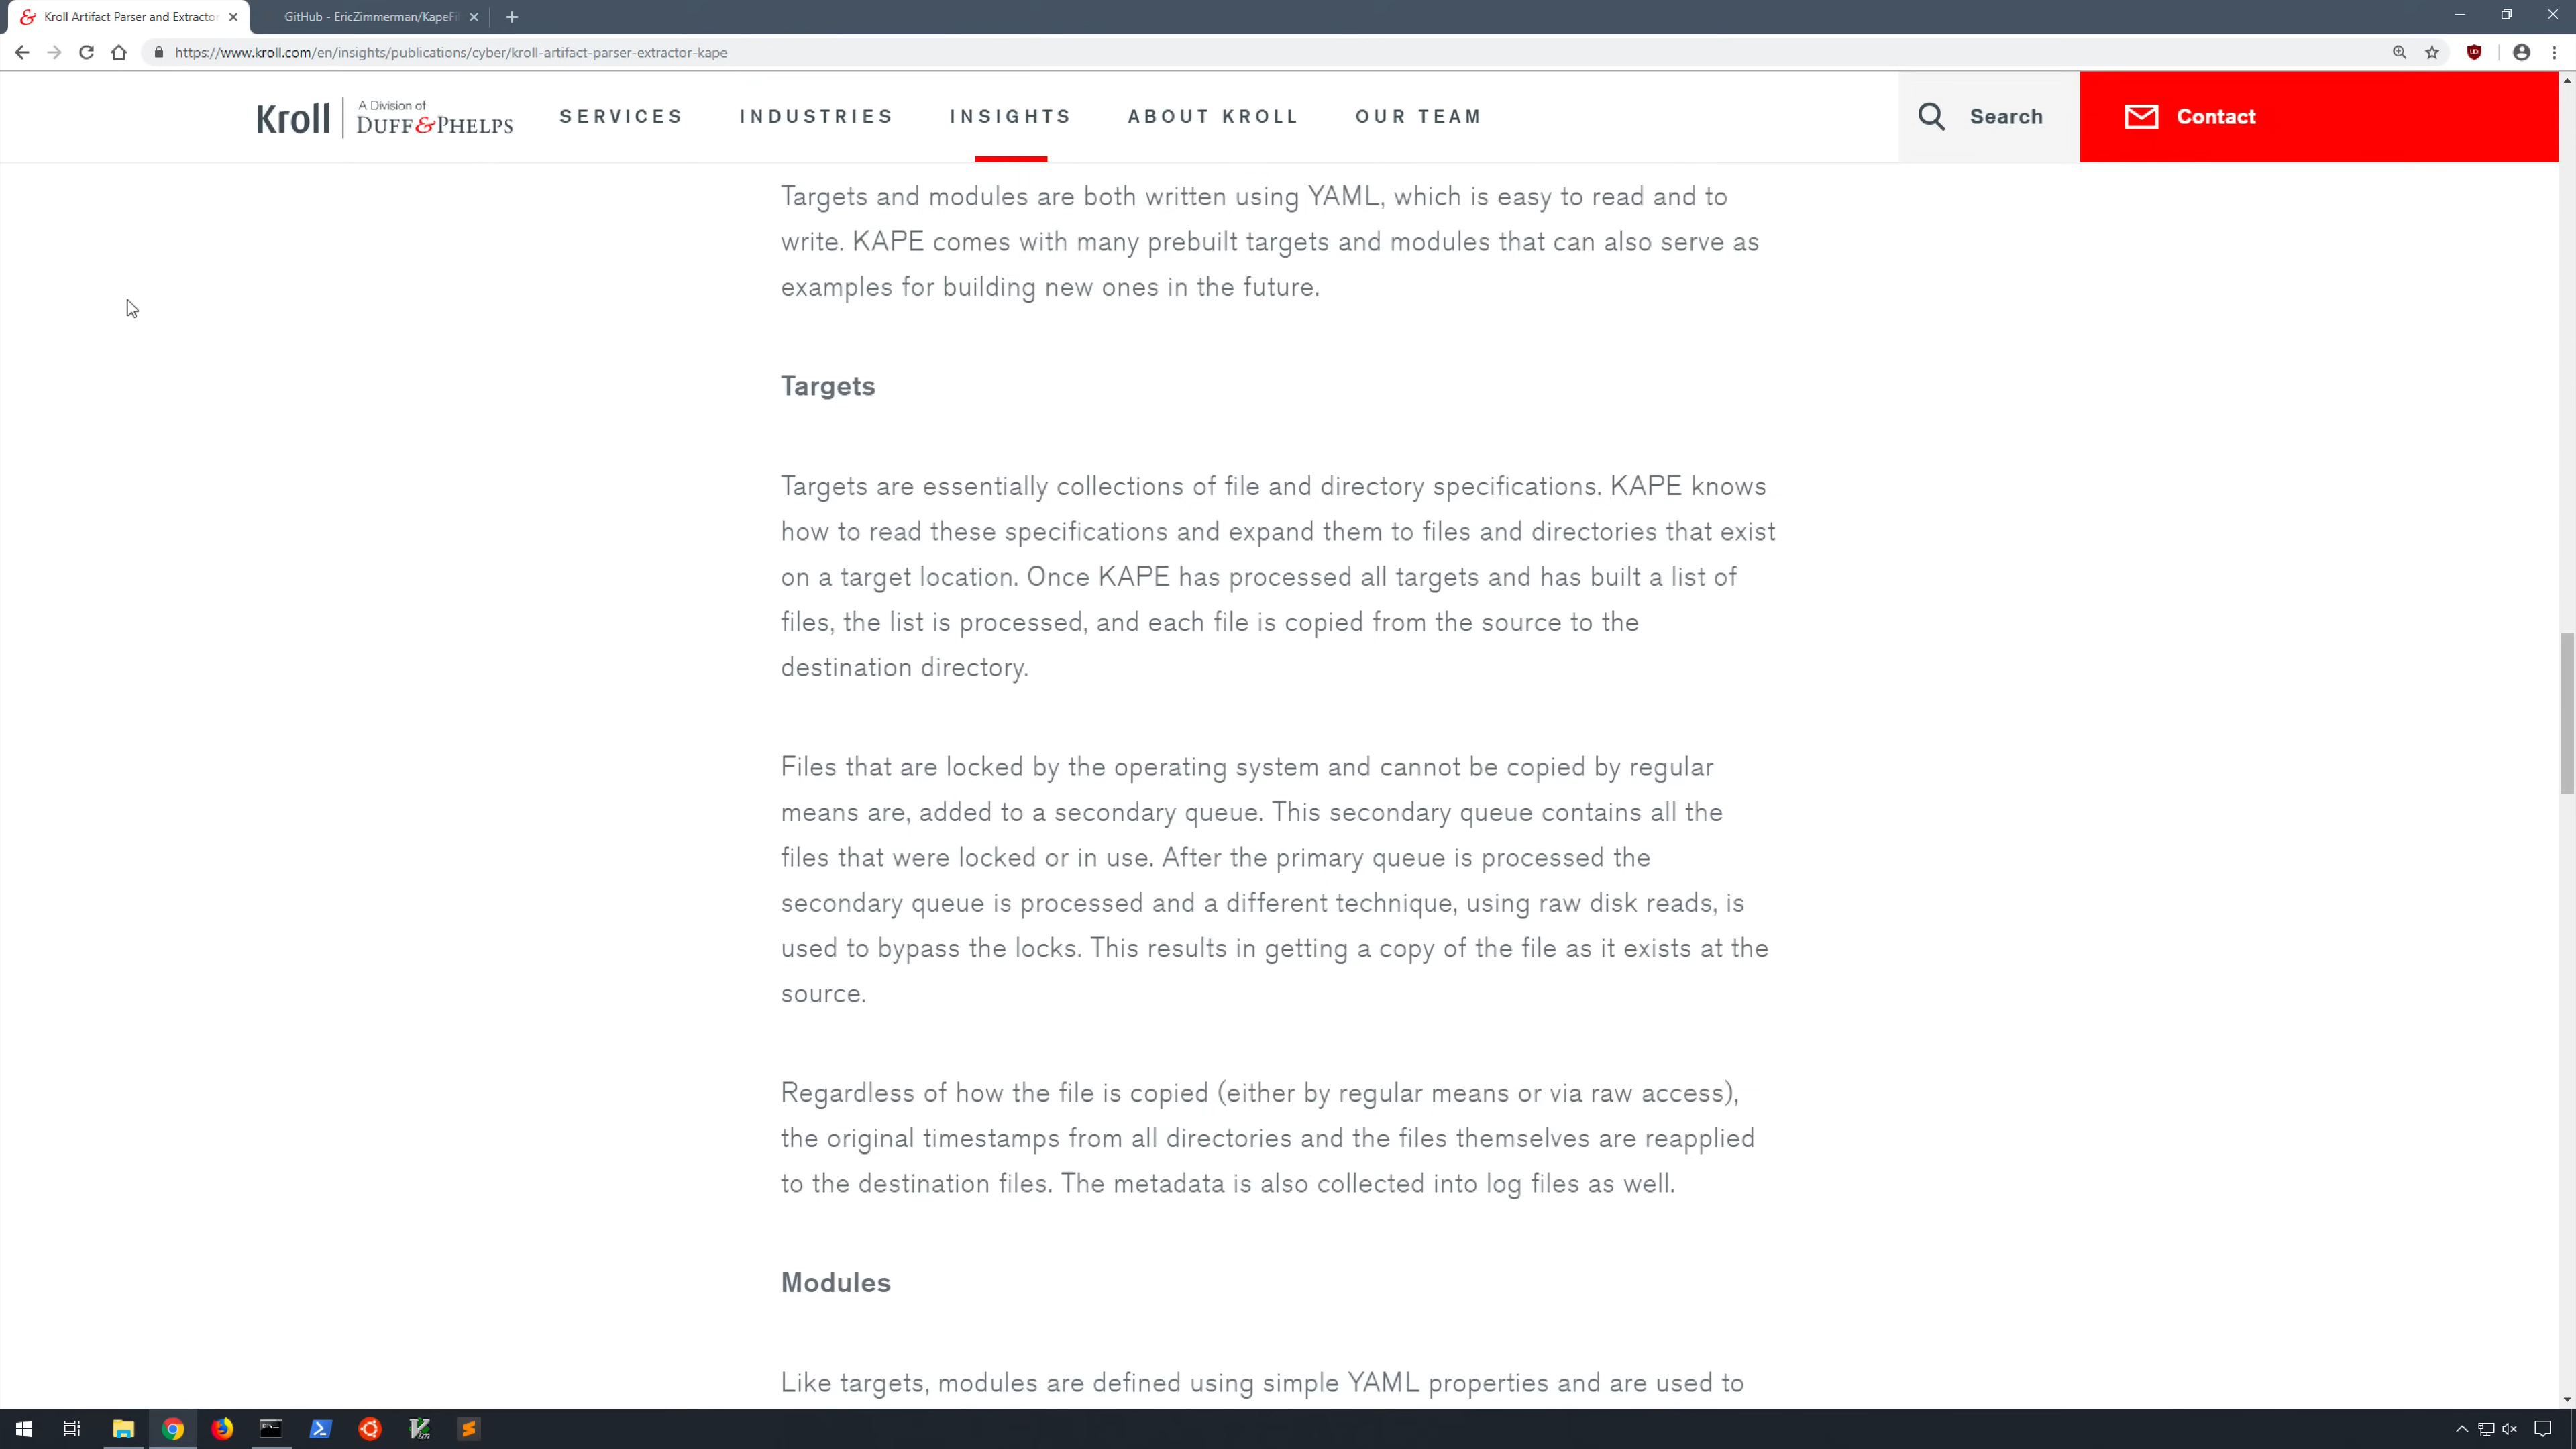 Kroll Artifact Parser and Extractor
GitHub - EricZimmerman/KapeFi
https://www.kroll.com/en/insights/publications/cyber/kroll-artifact-parser-extractor-kape
Kroll
A Division of
DUFF&PHELPS
SERVICES
INDUSTRIES
INSIGHTS
ABOUT KROLL
OUR TEAM
Search
Contact
Targets and modules are both written using YAML, which is easy to read and to
write. KAPE comes with many prebuilt targets and modules that can also serve as
examples for building new ones in the future.
Targets
Targets are essentially collections of file and directory specifications. KAPE knows
how to read these specifications and expand them to files and directories that exist
on a target location. Once KAPE has processed all targets and has built a list of
files, the list is processed, and each file is copied from the source to the
destination directory.
Files that are locked by the operating system and cannot be copied by regular
means are, added to a secondary queue. This secondary queue contains all the
files that were locked or in use. After the primary queue is processed the
secondary queue is processed and a different technique, using raw disk reads, is
used to bypass the locks. This results in getting a copy of the file as it exists at the
source.
Regardless of how the file is copied (either by regular means or via raw access),
the original timestamps from all directories and the files themselves are reapplied
to the destination files. The metadata is also collected into log files as well.
Modules
Like targets, modules are defined using simple YAML properties and are used to